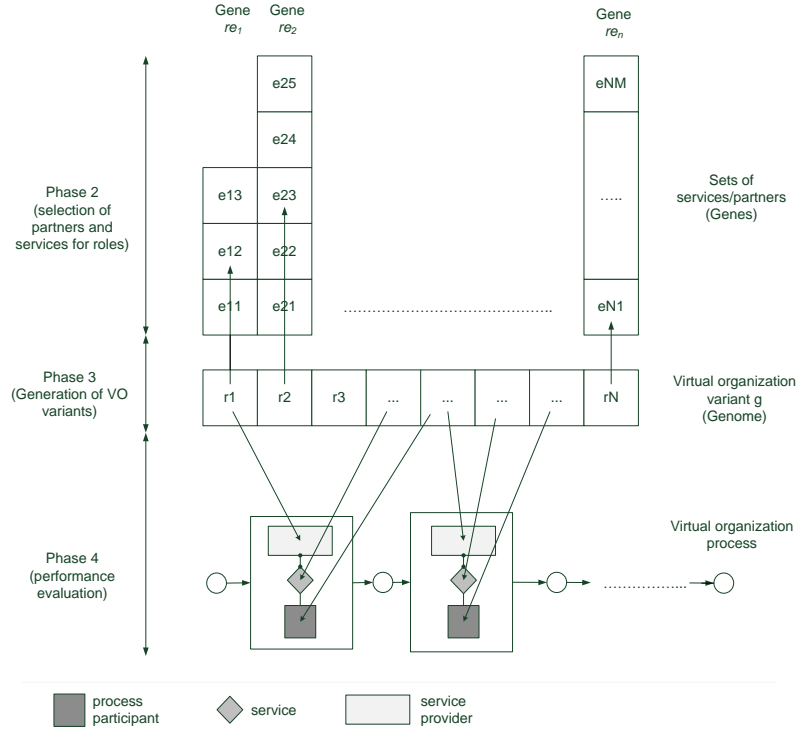 Gene
re1
Gene
re2
Gene
ren
e25
eNM
e24
Phase 2
(selection of
partners and
services for roles)
e13
e23
.....
Sets of
services/partners
(Genes)
e12
e22
e11
e21
......................................................
eN1
Phase 3
(Generation of VO
variants)
r1
r2
r3
...
...
...
...
rN
Virtual organization
variant g
(Genome)
Virtual organization
process
Phase 4
(performance
evaluation)
.....................
process
participant
service
service
provider